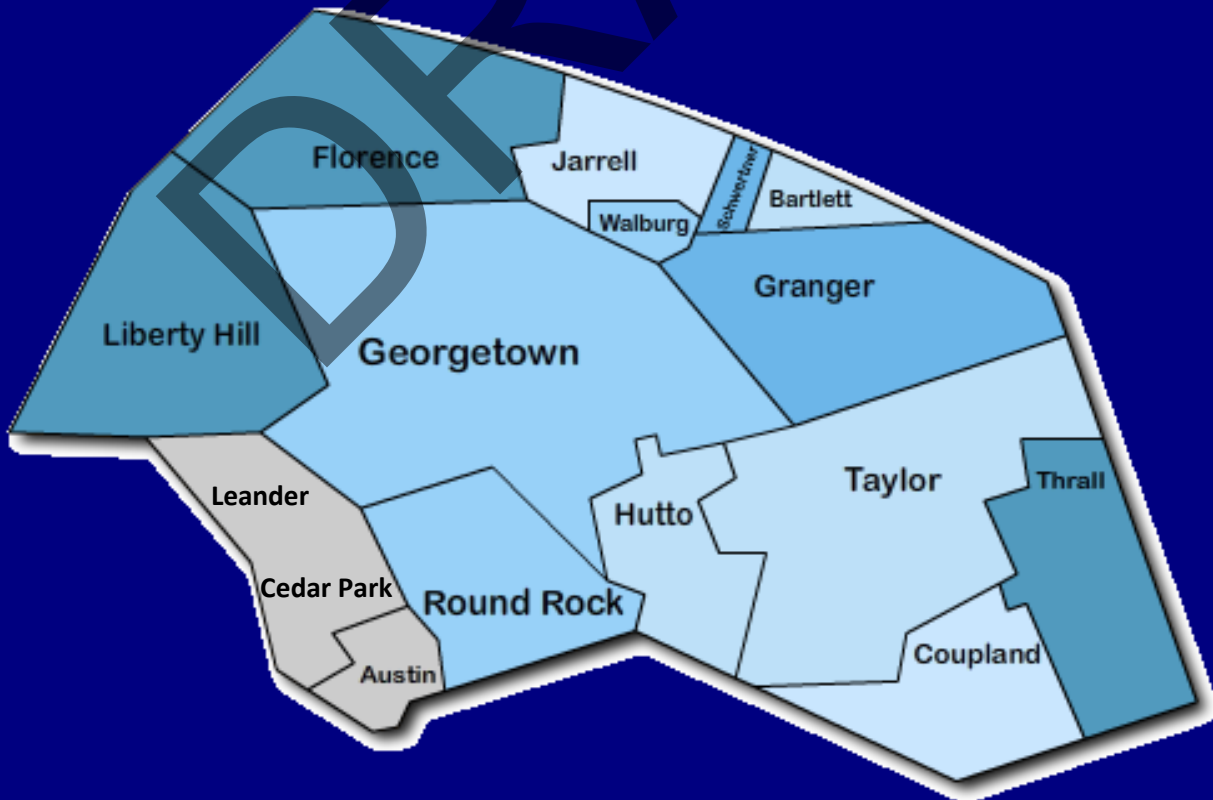 Florence
Jarrell
Schwertner
Bartlett
Walburg
Granger
Liberty Hill
Georgetown
Taylor
Thrall
Leander
Hutto
Cedar Park
Round Rock
Coupland
Austin